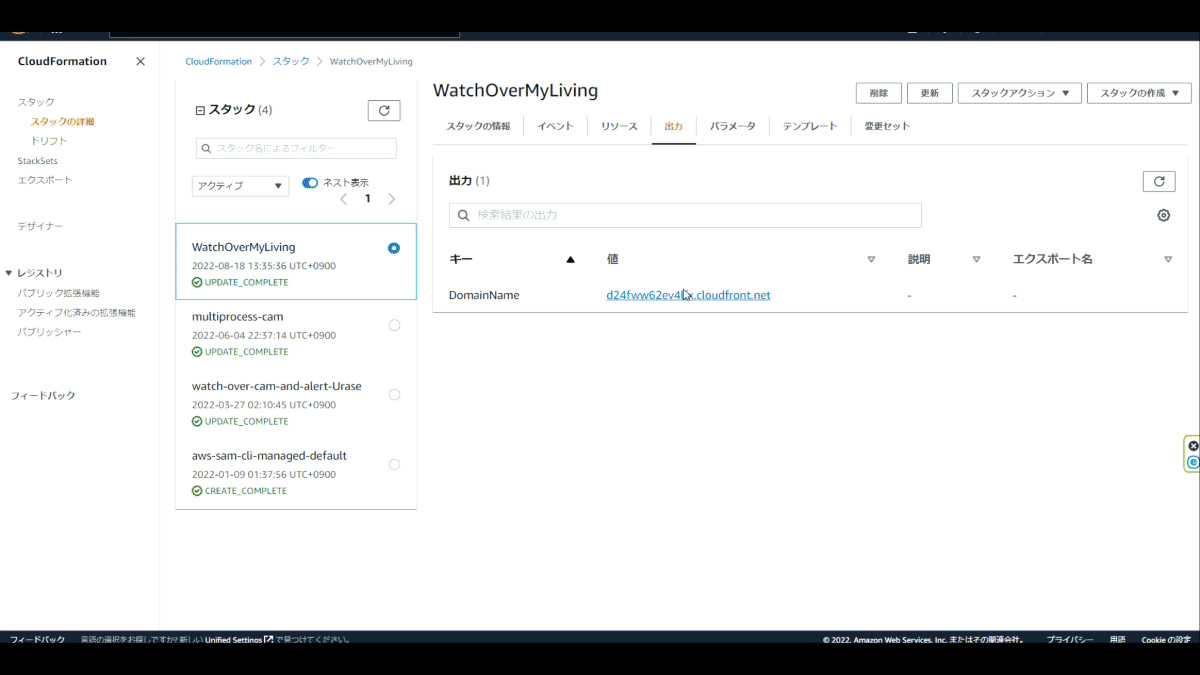 CloudFormation
スタック
スタックの詳細
ドリフト
StackSets
エクスポート
デザイナー
レジストリ
パブリック拡張機能
アクティブ化済みの拡張機能
パブリッシャー
フィードバック
CloudFormation > スタック > WatchOverMyLiving
スタック (4)
スタック名によるフィルター
アクティブ
ネスト表示
1
WatchOverMyLiving
2022-08-18 13:35:36 UTC+0900
UPDATE_COMPLETE
multiprocess-cam
2022-06-04 22:37:14 UTC+0900
UPDATE_COMPLETE
watch-over-cam-and-alert-Urase
2022-03-27 02:10:45 UTC+0900
UPDATE_COMPLETE
aws-sam-cli-managed-default
2022-01-09 01:37:56 UTC+0900
CREATE_COMPLETE
WatchOverMyLiving
削除 更新 スタックアクション スタックの作成
スタックの情報 イベント リソース 出力 パラメータ テンプレート 変更セット
出力 (1)
検索結果の出力
キー 値 説明 エクスポート名
DomainName - -
フィードバック 言語の選択をお探しですか? 新しい Unified Settings で見つけてください。
© 2022, Amazon Web Services, Inc. またはその関連会社。 プライバシー 用語 Cookie の設定